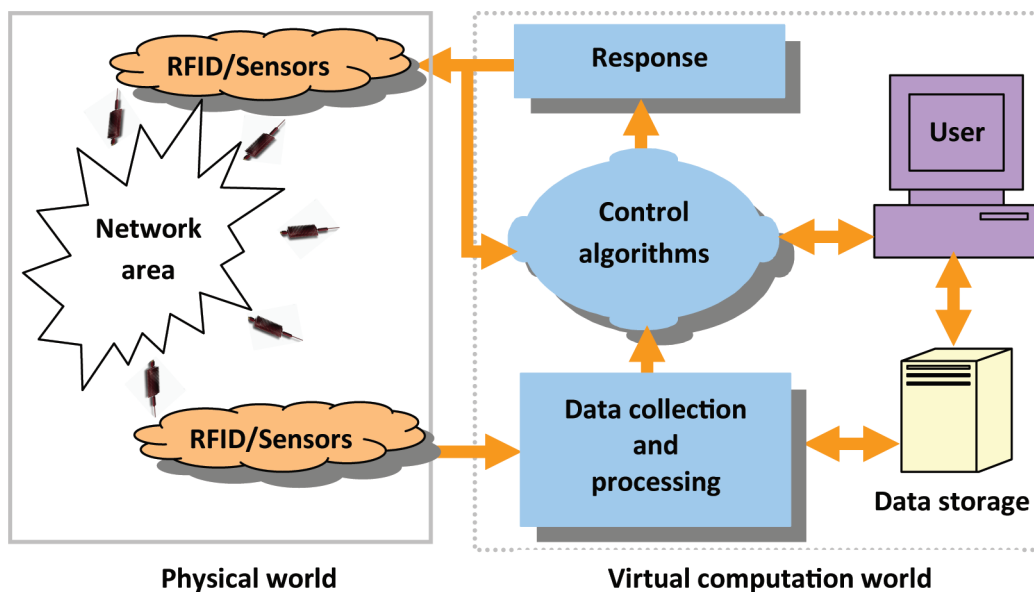 RFID/Sensors
Network
area
RFID/Sensors
Physical world
Response
Control
algorithms
User
Data collection
and
processing
Data storage
Virtual computation world